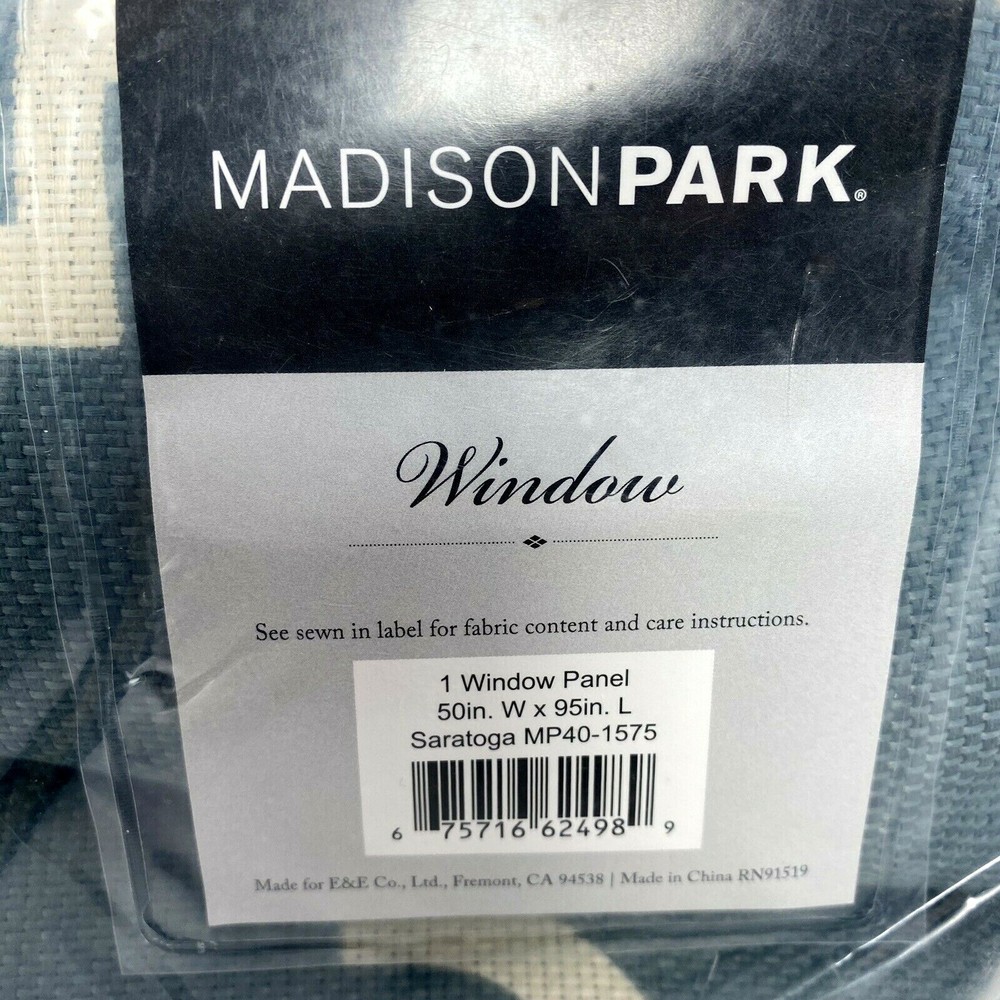 MADISONPARK®
Window
See sewn in label for fabric content and care instructions.
1 Window Panel
50in. W x 95in. L
Saratoga MP40-1575
6 75716 62498 9
Made for E&E Co., Ltd., Fremont, CA 94538 | Made in China RN91519